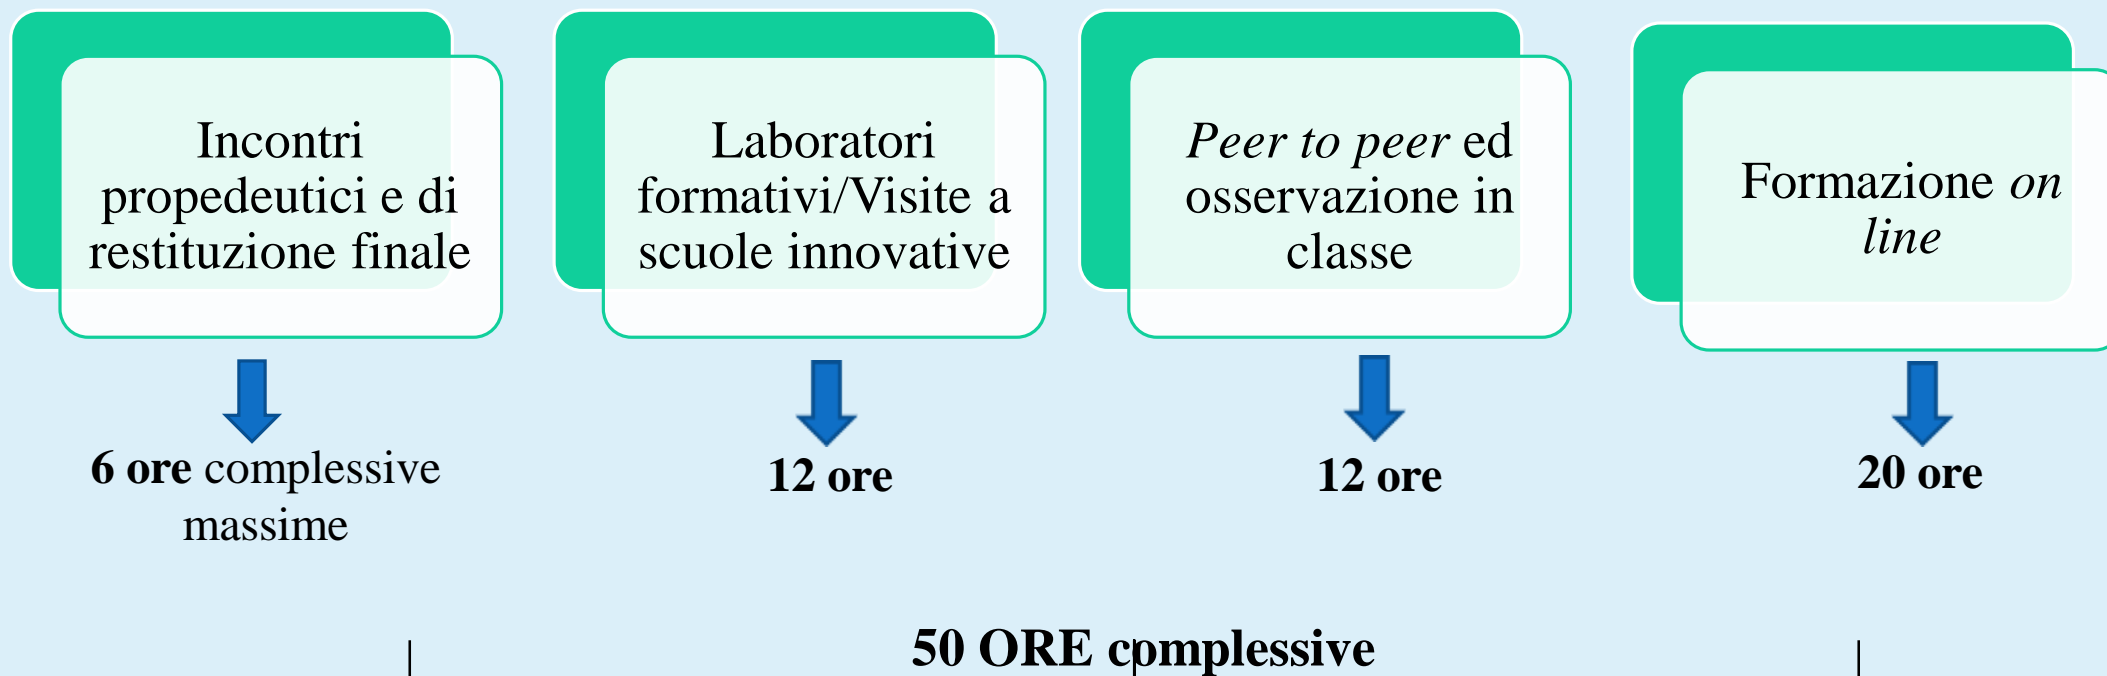 Incontri
propedeutici e di
restituzione finale
6 ore complessive
massime
Laboratori
formativi/Visite a
scuole innovative
12 ore
Peer to peer ed
osservazione in
classe
12 ore
Formazione on
line
20 ore
50 ORE complessive